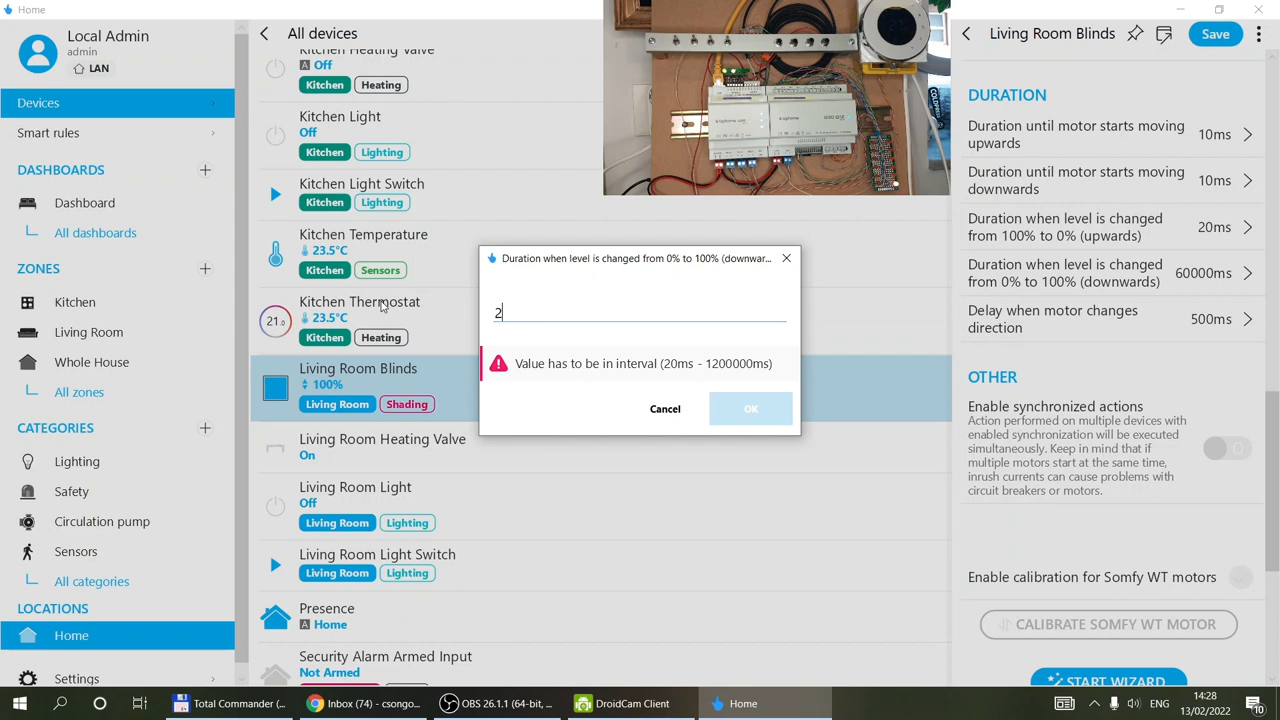 Home
Local Admin
admin
LAN
Devices
Smart rules
DASHBOARDS
Dashboard
All dashboards
ZONES
Kitchen
Living Room
Whole House
All zones
CATEGORIES
Lighting
Safety
Circulation pump
Sensors
All categories
LOCATIONS
Home
Settings
All devices
Kitchen Heating Valve
A Off
Kitchen Heating
Kitchen Light
Off
Kitchen Lighting
Kitchen Light Switch
Kitchen Lighting
Kitchen Temperature
23.5°C
Kitchen Sensors
Kitchen Thermostat
21.0
23.5°C
Kitchen Heating
Living Room Blinds
100%
Living Room Shading
Living Room Heating Valve
On
Living Room Light
Off
Living Room Lighting
Living Room Light Switch
Living Room Lighting
Presence
A Home
Security Alarm Armed Input
Not Armed
Duration when level is changed from 0% to 100% (downwar...
2
Value has to be in interval (20ms - 1200000ms)
Cancel OK
Living Room Blinds Save
DURATION
Duration until motor starts moving
upwards
10ms
Duration until motor starts moving
downwards
10ms
Duration when level is changed
from 100% to 0% (upwards)
20ms
Duration when level is changed
from 0% to 100% (downwards)
60000ms
Delay when motor changes
direction
500ms
OTHER
Enable synchronized actions
Action performed on multiple devices with
enabled synchronization will be executed
simultaneously. Keep in mind that if
multiple motors start at the same time,
inrush currents can cause problems with
circuit breakers or motors.
Enable calibration for Somfy WT motors
CALIBRATE SOMFY WT MOTOR
START WIZARD
Total Commander (...
Inbox (74) - csongo...
OBS 26.1.1 (64-bit, ...
DroidCam Client
Home
ENG
14:28
13/02/2022
10